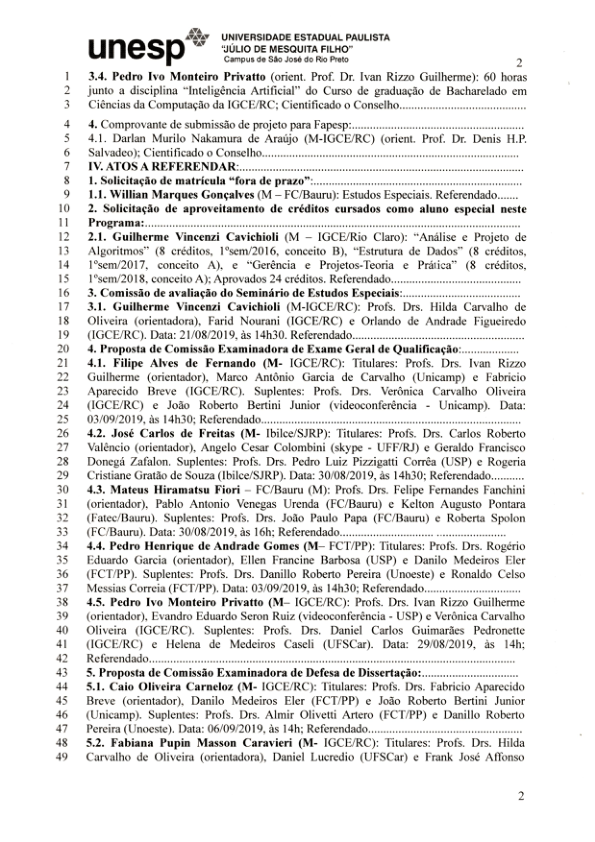 unesp
UNIVERSIDADE ESTADUAL PAULISTA
"JÚLIO DE MESQUITA FILHO"
Campus de São José do Rio Preto
2
1 3.4. Pedro Ivo Monteiro Privatto (orient. Prof. Dr. Ivan Rizzo Guilherme): 60 horas
2 junto a disciplina “Inteligência Artificial” do Curso de graduação de Bacharelado em
3 Ciências da Computação da IGCE/RC; Cientificado o Conselho..............................
4 4. Comprovante de submissão de projeto para Fapesp:............................................
5 4.1. Darlan Murilo Nakamura de Araújo (M-IGCE/RC) (orient. Prof. Dr. Denis H.P.
6 Salvadeo); Cientificado o Conselho...................................................................
7 IV. ATOS A REFERENDAR:..........................................................................
8 1. Solicitação de matrícula “fora de prazo”:.......................................................
9 1.1. Willian Marques Gonçalves (M – FC/Bauru): Estudos Especiais. Referendado.......
10 2. Solicitação de aproveitamento de créditos cursados como aluno especial neste
11 Programa:..................................................................................................
12 2.1. Guilherme Vincenzi Cavichioli (M – IGCE/Rio Claro): “Análise e Projeto de
13 Algoritmos” (8 créditos, 1ºsem/2016, conceito B), “Estrutura de Dados” (8 créditos,
14 1ºsem/2017, conceito A), e “Gerência e Projetos-Teoria e Prática” (8 créditos,
15 1ºsem/2018, conceito A); Aprovados 24 créditos. Referendado.................................
16 3. Comissão de avaliação do Seminário de Estudos Especiais:..............................
17 3.1. Guilherme Vincenzi Cavichioli (M-IGCE/RC): Profs. Drs. Hilda Carvalho de
18 Oliveira (orientadora), Farid Nourani (IGCE/RC) e Orlando de Andrade Figueiredo
19 (IGCE/RC). Data: 21/08/2019, às 14h30. Referendado............................................
20 4. Proposta de Comissão Examinadora de Exame Geral de Qualificação:..................
21 4.1. Filipe Alves de Fernando (M- IGCE/RC): Titulares: Profs. Drs. Ivan Rizzo
22 Guilherme (orientador), Marco Antônio Garcia de Carvalho (Unicamp) e Fabricio
23 Aparecido Breve (IGCE/RC). Suplentes: Profs. Drs. Verônica Carvalho Oliveira
24 (IGCE/RC) e João Roberto Bertini Junior (videoconferência - Unicamp). Data:
25 03/09/2019, às 14h30; Referendado...................................................................
26 4.2. José Carlos de Freitas (M- Ibilce/SJRP): Titulares: Profs. Drs. Carlos Roberto
27 Valêncio (orientador), Angelo Cesar Colombini (skype - UFF/RJ) e Geraldo Francisco
28 Donegá Zafalon. Suplentes: Profs. Drs. Pedro Luiz Pizzigatti Corrêa (USP) e Rogeria
29 Cristiane Gratão de Souza (Ibilce/SJRP). Data: 30/08/2019, às 14h30; Referendado...........
30 4.3. Mateus Hiramatsu Fiori – FC/Bauru (M): Profs. Drs. Felipe Fernandes Fanchini
31 (orientador), Pablo Antonio Venegas Urenda (FC/Bauru) e Kelton Augusto Pontara
32 (Fatec/Bauru). Suplentes: Profs. Drs. João Paulo Papa (FC/Bauru) e Roberta Spolon
33 (FC/Bauru). Data: 30/08/2019, às 16h; Referendado............................ .....................
34 4.4. Pedro Henrique de Andrade Gomes (M– FCT/PP): Titulares: Profs. Drs. Rogério
35 Eduardo Garcia (orientador), Ellen Francine Barbosa (USP) e Danilo Medeiros Eler
36 (FCT/PP). Suplentes: Profs. Drs. Danillo Roberto Pereira (Unoeste) e Ronaldo Celso
37 Messias Correia (FCT/PP). Data: 03/09/2019, às 14h30; Referendado.........................
38 4.5. Pedro Ivo Monteiro Privatto (M– IGCE/RC): Profs. Drs. Ivan Rizzo Guilherme
39 (orientador), Evandro Eduardo Seron Ruiz (videoconferência - USP) e Verônica Carvalho
40 Oliveira (IGCE/RC). Suplentes: Profs. Drs. Daniel Carlos Guimarães Pedronette
41 (IGCE/RC) e Helena de Medeiros Caseli (UFSCar). Data: 29/08/2019, às 14h;
42 Referendado...............................................................................................
43 5. Proposta de Comissão Examinadora de Defesa de Dissertação:.........................
44 5.1. Caio Oliveira Carneloz (M- IGCE/RC): Titulares: Profs. Drs. Fabricio Aparecido
45 Breve (orientador), Danilo Medeiros Eler (FCT/PP) e João Roberto Bertini Junior
46 (Unicamp). Suplentes: Profs. Drs. Almir Olivetti Artero (FCT/PP) e Danillo Roberto
47 Pereira (Unoeste). Data: 06/09/2019, às 14h; Referendado........................................
48 5.2. Fabiana Pupin Masson Caravieri (M- IGCE/RC): Titulares: Profs. Drs. Hilda
49 Carvalho de Oliveira (orientadora), Daniel Lucredio (UFSCar) e Frank José Affonso
2